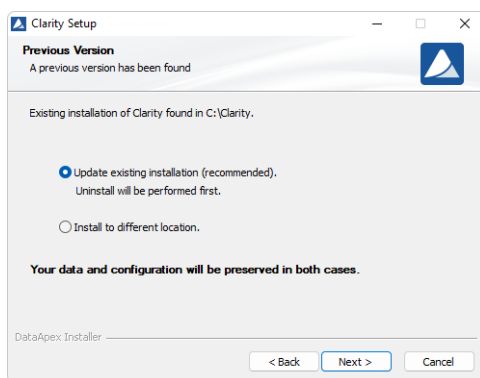 Clarity Setup
Previous Version
A previous version has been found
Existing installation of Clarity found in C:\Clarity.
Update existing installation (recommended).
Uninstall will be performed first.
Install to different location.
Your data and configuration will be preserved in both cases.
DataApex Installer
< Back Next > Cancel